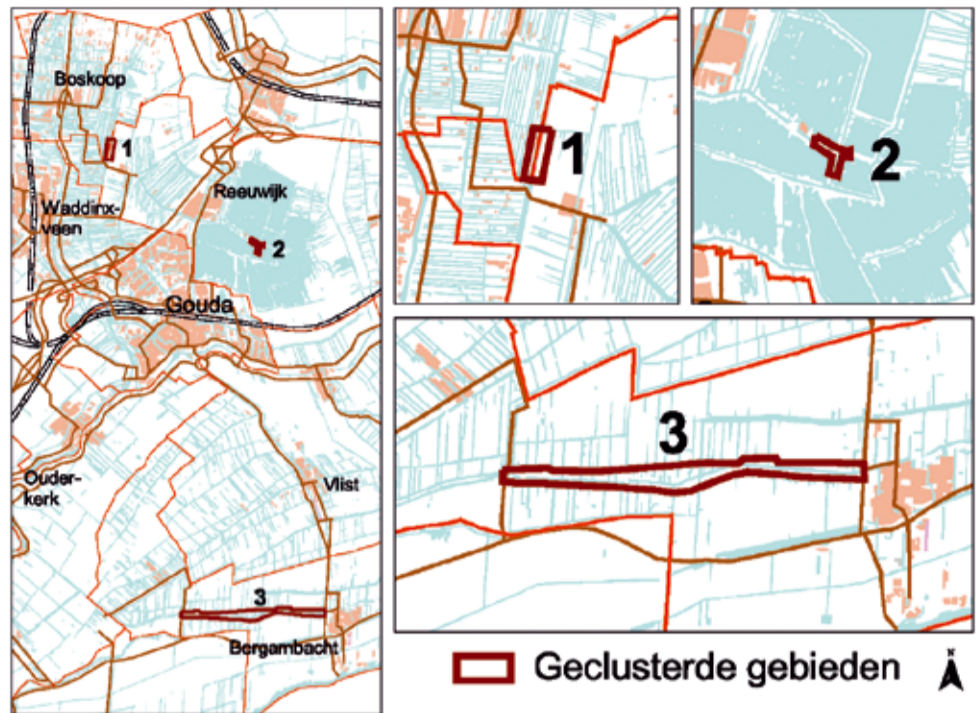 Boskoop
1
Reeuwijk
Waddinx-
veen
2
Gouda
Ouder-
kerk
Vlist
3
Bergambacht
1
2
3
Geclusterde gebieden
N